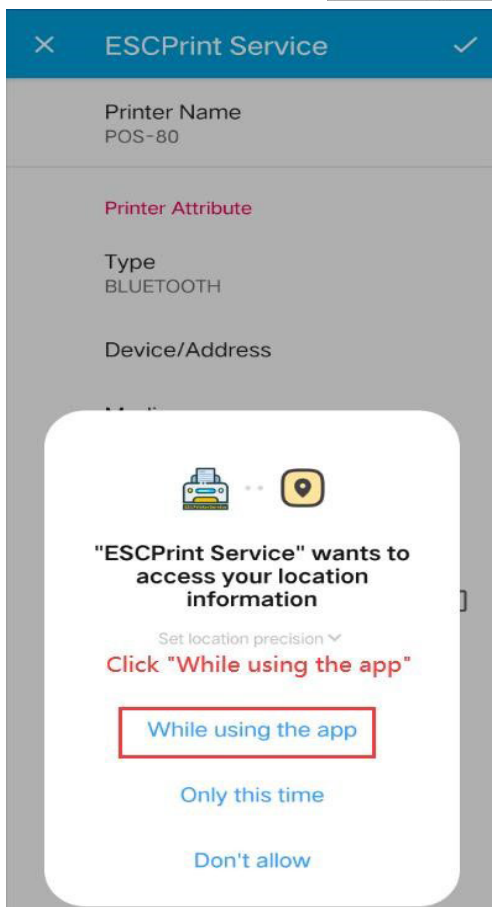 ESCPrint Service
Printer Name
POS-80
Printer Attribute
Type
BLUETOOTH
Device/Address
"ESCPrint Service" wants to
access your location
information
Set location precision
Click "While using the app"
While using the app
Only this time
Don't allow